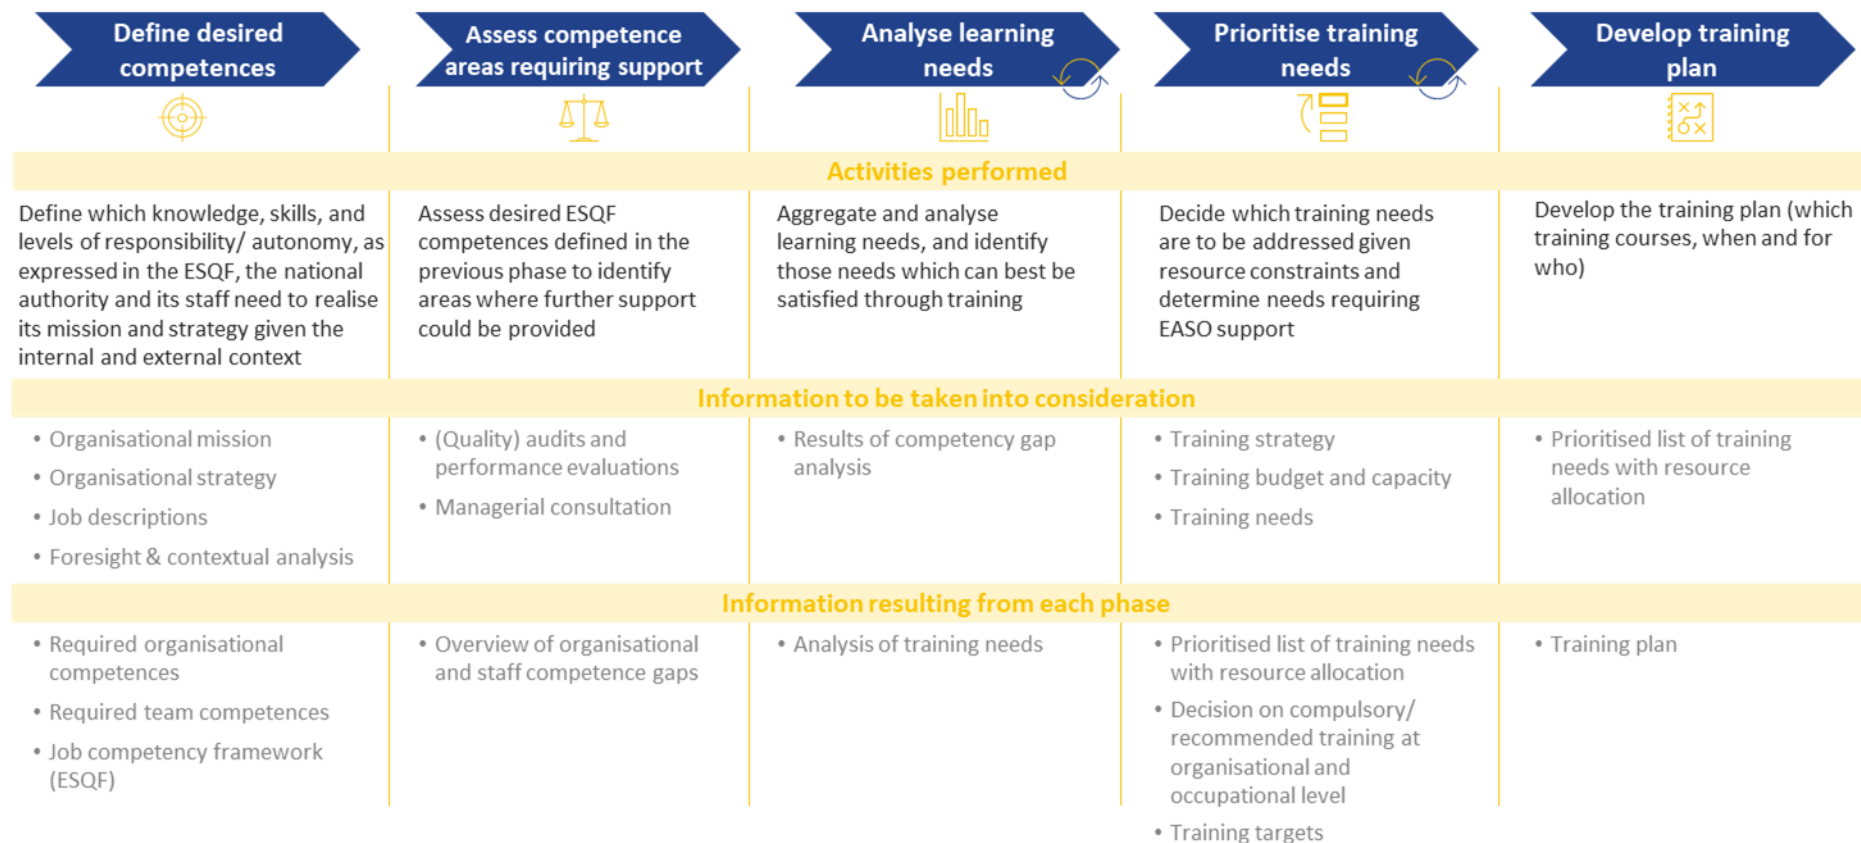 Define desired
competences
Assess competence
areas requiring support
Analyse learning
needs
Prioritise training
needs
Develop training
plan
Activities performed
Define which knowledge, skills, and
levels of responsibility/ autonomy, as
expressed in the ESQF, the national
authority and its staff need to realise
its mission and strategy given the
internal and external context
Assess desired ESQF
competences defined in the
previous phase to identify
areas where further support
could be provided
Aggregate and analyse
learning needs, and identify
those needs which can best be
satisfied through training
Decide which training needs
are to be addressed given
resource constraints and
determine needs requiring
EASO support
Develop the training plan (which
training courses, when and for
who)
Information to be taken into consideration
• Organisational mission
• Organisational strategy
• Job descriptions
• Foresight & contextual analysis
• (Quality) audits and
performance evaluations
• Managerial consultation
• Results of competency gap
analysis
• Training strategy
• Training budget and capacity
• Training needs
• Prioritised list of training
needs with resource
allocation
Information resulting from each phase
• Required organisational
competences
• Required team competences
• Job competency framework
(ESQF)
• Overview of organisational
and staff competence gaps
• Analysis of training needs
• Prioritised list of training needs
with resource allocation
• Decision on compulsory/
recommended training at
organisational and
occupational level
• Training targets
• Training plan